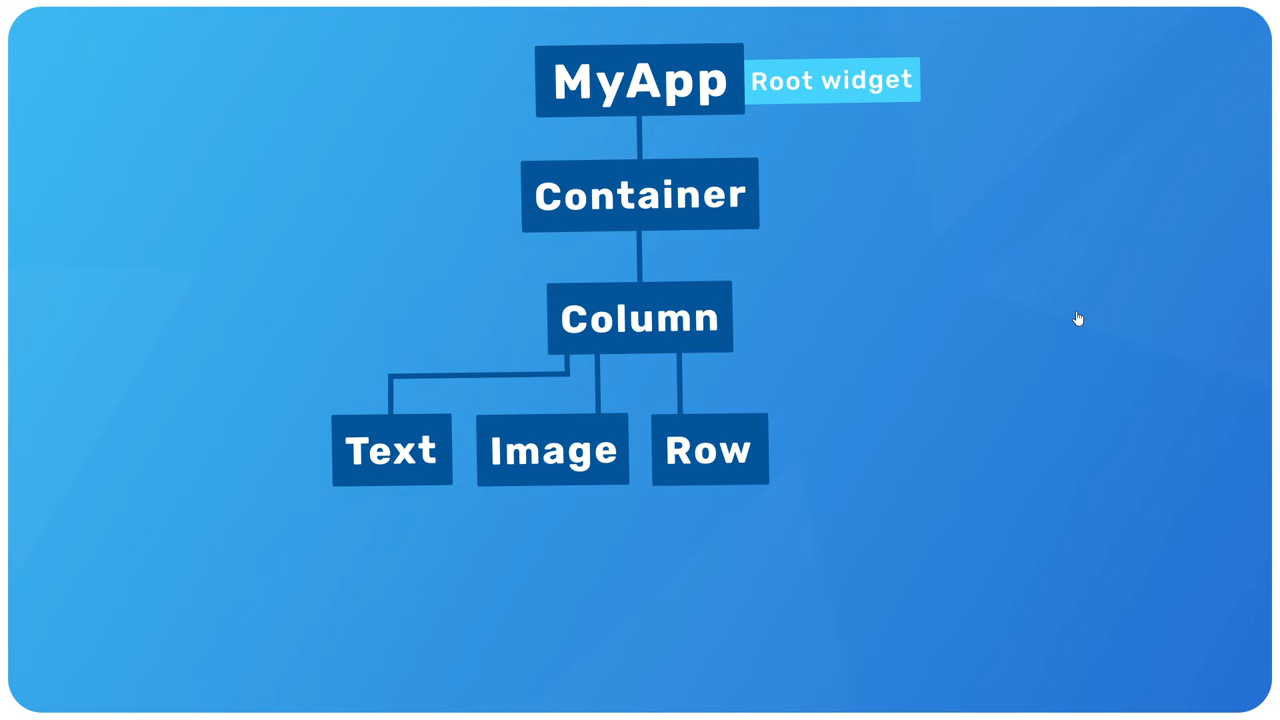 MyApp
Root widget
Container
Column
Text
Image
Row